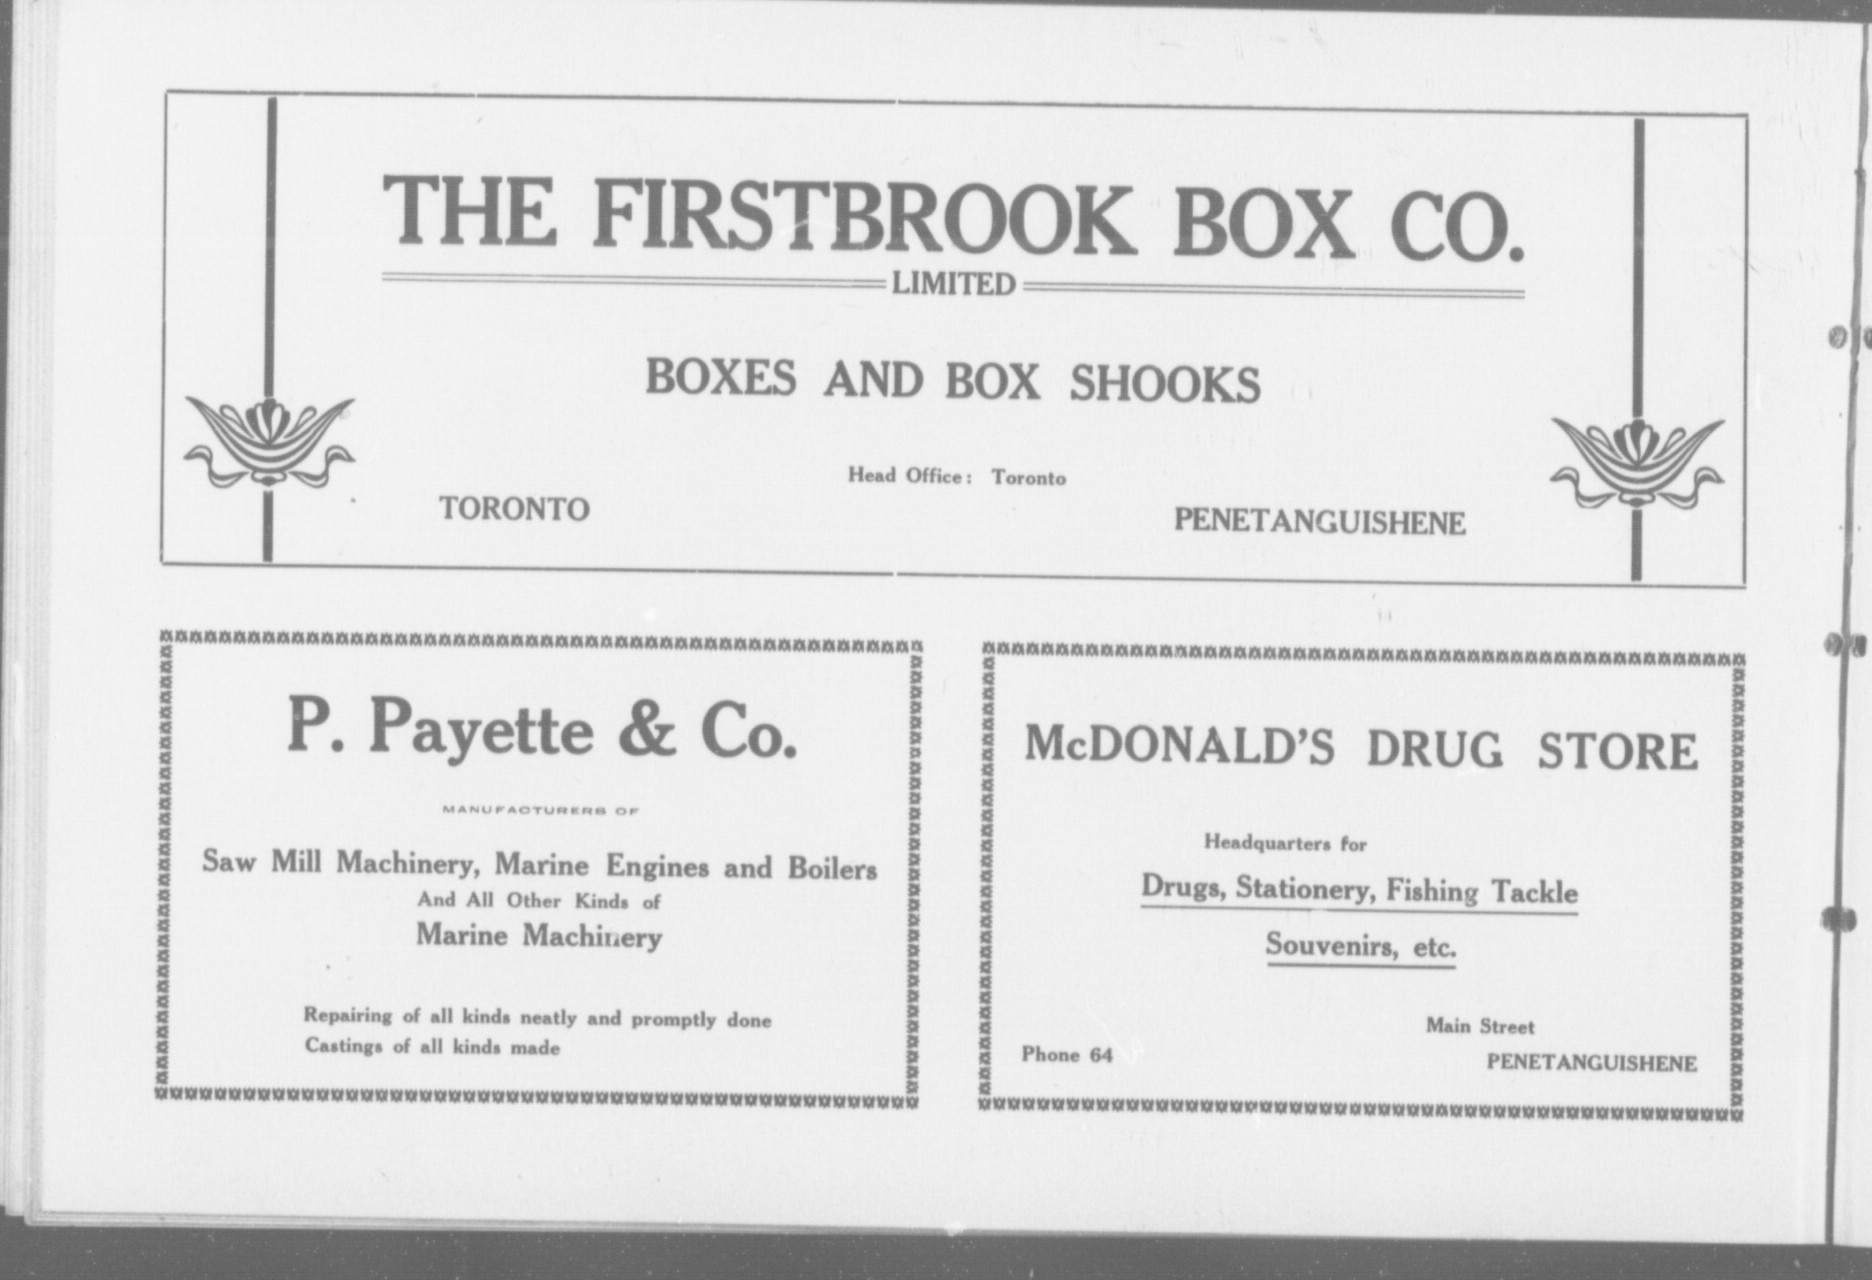 THE FIRSTBROOK BOX CO.
LIMITED
BOXES AND BOX SHOOKS
Head Office: Toronto
TORONTO
PENETANGUISHENE
P. Payette & Co.
MANUFACTURERS OF
Saw Mill Machinery, Marine Engines and Boilers
And All Other Kinds of
Marine Machinery
Repairing of all kinds neatly and promptly done
Castings of all kinds made
McDONALD'S DRUG STORE
Headquarters for
Drugs, Stationery, Fishing Tackle
Souvenirs, etc.
Main Street
Phone 64
PENETANGUISHENE